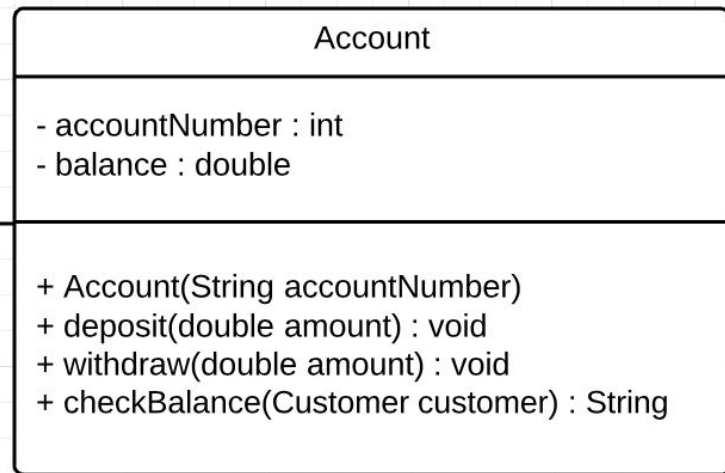 Account
- accountNumber : int
- balance : double
+ Account(String accountNumber)
+ deposit(double amount) : void
+ withdraw(double amount) : void
+ checkBalance(Customer customer) : String